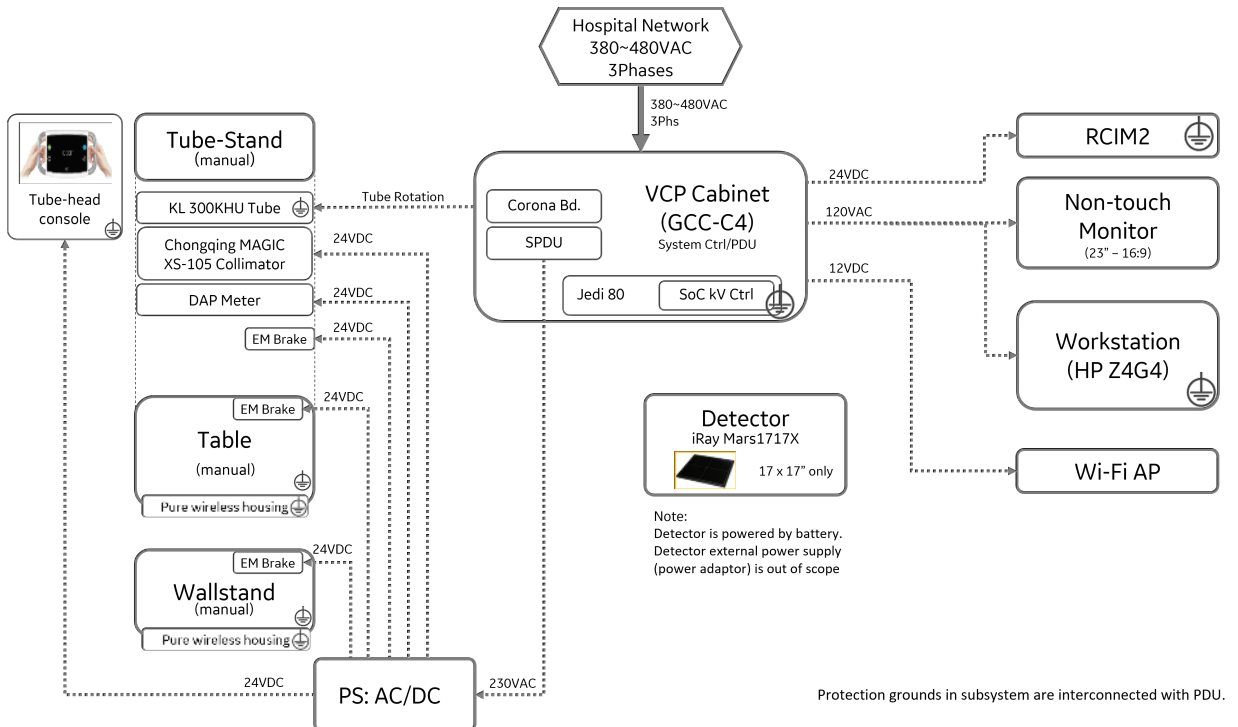 Hospital Network
380~480VAC
3Phases
380~480VAC
3Phs
Tube-head
console
Tube-Stand
(manual)
KL 300KHU Tube
Tube Rotation
Chongqing MAGIC
XS-105 Collimator
24VDC
DAP Meter
24VDC
EM Brake
24VDC
EM Brake
24VDC
Table
(manual)
Pure wireless housing
EM Brake
24VDC
Wallstand
(manual)
Pure wireless housing
24VDC
PS: AC/DC
230VAC
Corona Bd.
SPDU
VCP Cabinet
(GCC-C4)
System Ctrl/PDU
Jedi 80
SoC kV Ctrl
24VDC
120VAC
12VDC
RCIM2
Non-touch
Monitor
(23” – 16:9)
Workstation
(HP Z4G4)
Wi-Fi AP
Detector
iRay Mars1717X
17 x 17” only
Note:
Detector is powered by battery.
Detector external power supply
(power adaptor) is out of scope
Protection grounds in subsystem are interconnected with PDU.